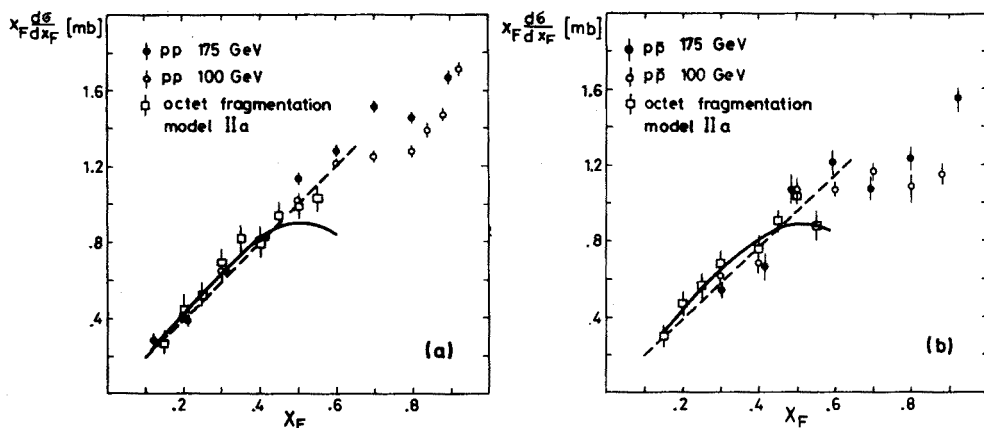 x_F dσ/dx_F [mb]
pp 175 GeV
pp 100 GeV
octet fragmentation
model IIa
1.6
1.2
.8
.4
(a)
.2 .4 .6 .8
X_F
x_F dσ/dx_F [mb]
pp̄ 175 GeV
pp̄ 100 GeV
octet fragmentation
model IIa
1.6
1.2
.8
.4
(b)
.2 .4 .6 .8
X_F